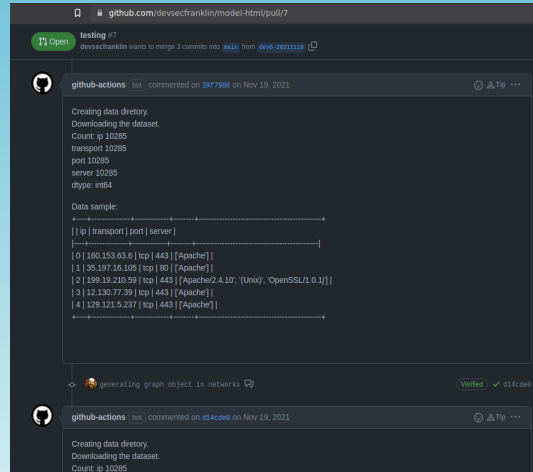 github.com/devsecfranklin/model-html/pull/7
Open
testing #7
devsecfranklin wants to merge 3 commits into main from dev6-20211118
github-actions bot commented on 39f7988 on Nov 19, 2021
Tip
Creating data diretory.
Downloading the dataset.
Count: ip 10285
transport 10285
port 10285
server 10285
dtype: int64
Data sample:
+----+---------------+-------------+--------+------------------------------------------+
| | ip | transport | port | server |
|----+---------------+-------------+--------+------------------------------------------|
| 0 | 160.153.63.6 | tcp | 443 | ['Apache'] |
| 1 | 35.197.16.105 | tcp | 80 | ['Apache'] |
| 2 | 199.19.210.59 | tcp | 443 | ['Apache/2.4.10', '(Unix)', 'OpenSSL/1.0.1j'] |
| 3 | 12.130.77.39 | tcp | 443 | ['Apache'] |
| 4 | 129.121.5.237 | tcp | 443 | ['Apache'] |
+----+---------------+-------------+--------+------------------------------------------+
generating graph object in networkx
Verified
d14cde0
github-actions bot commented on d14cde0 on Nov 19, 2021
Tip
Creating data diretory.
Downloading the dataset.
Count: ip 10285